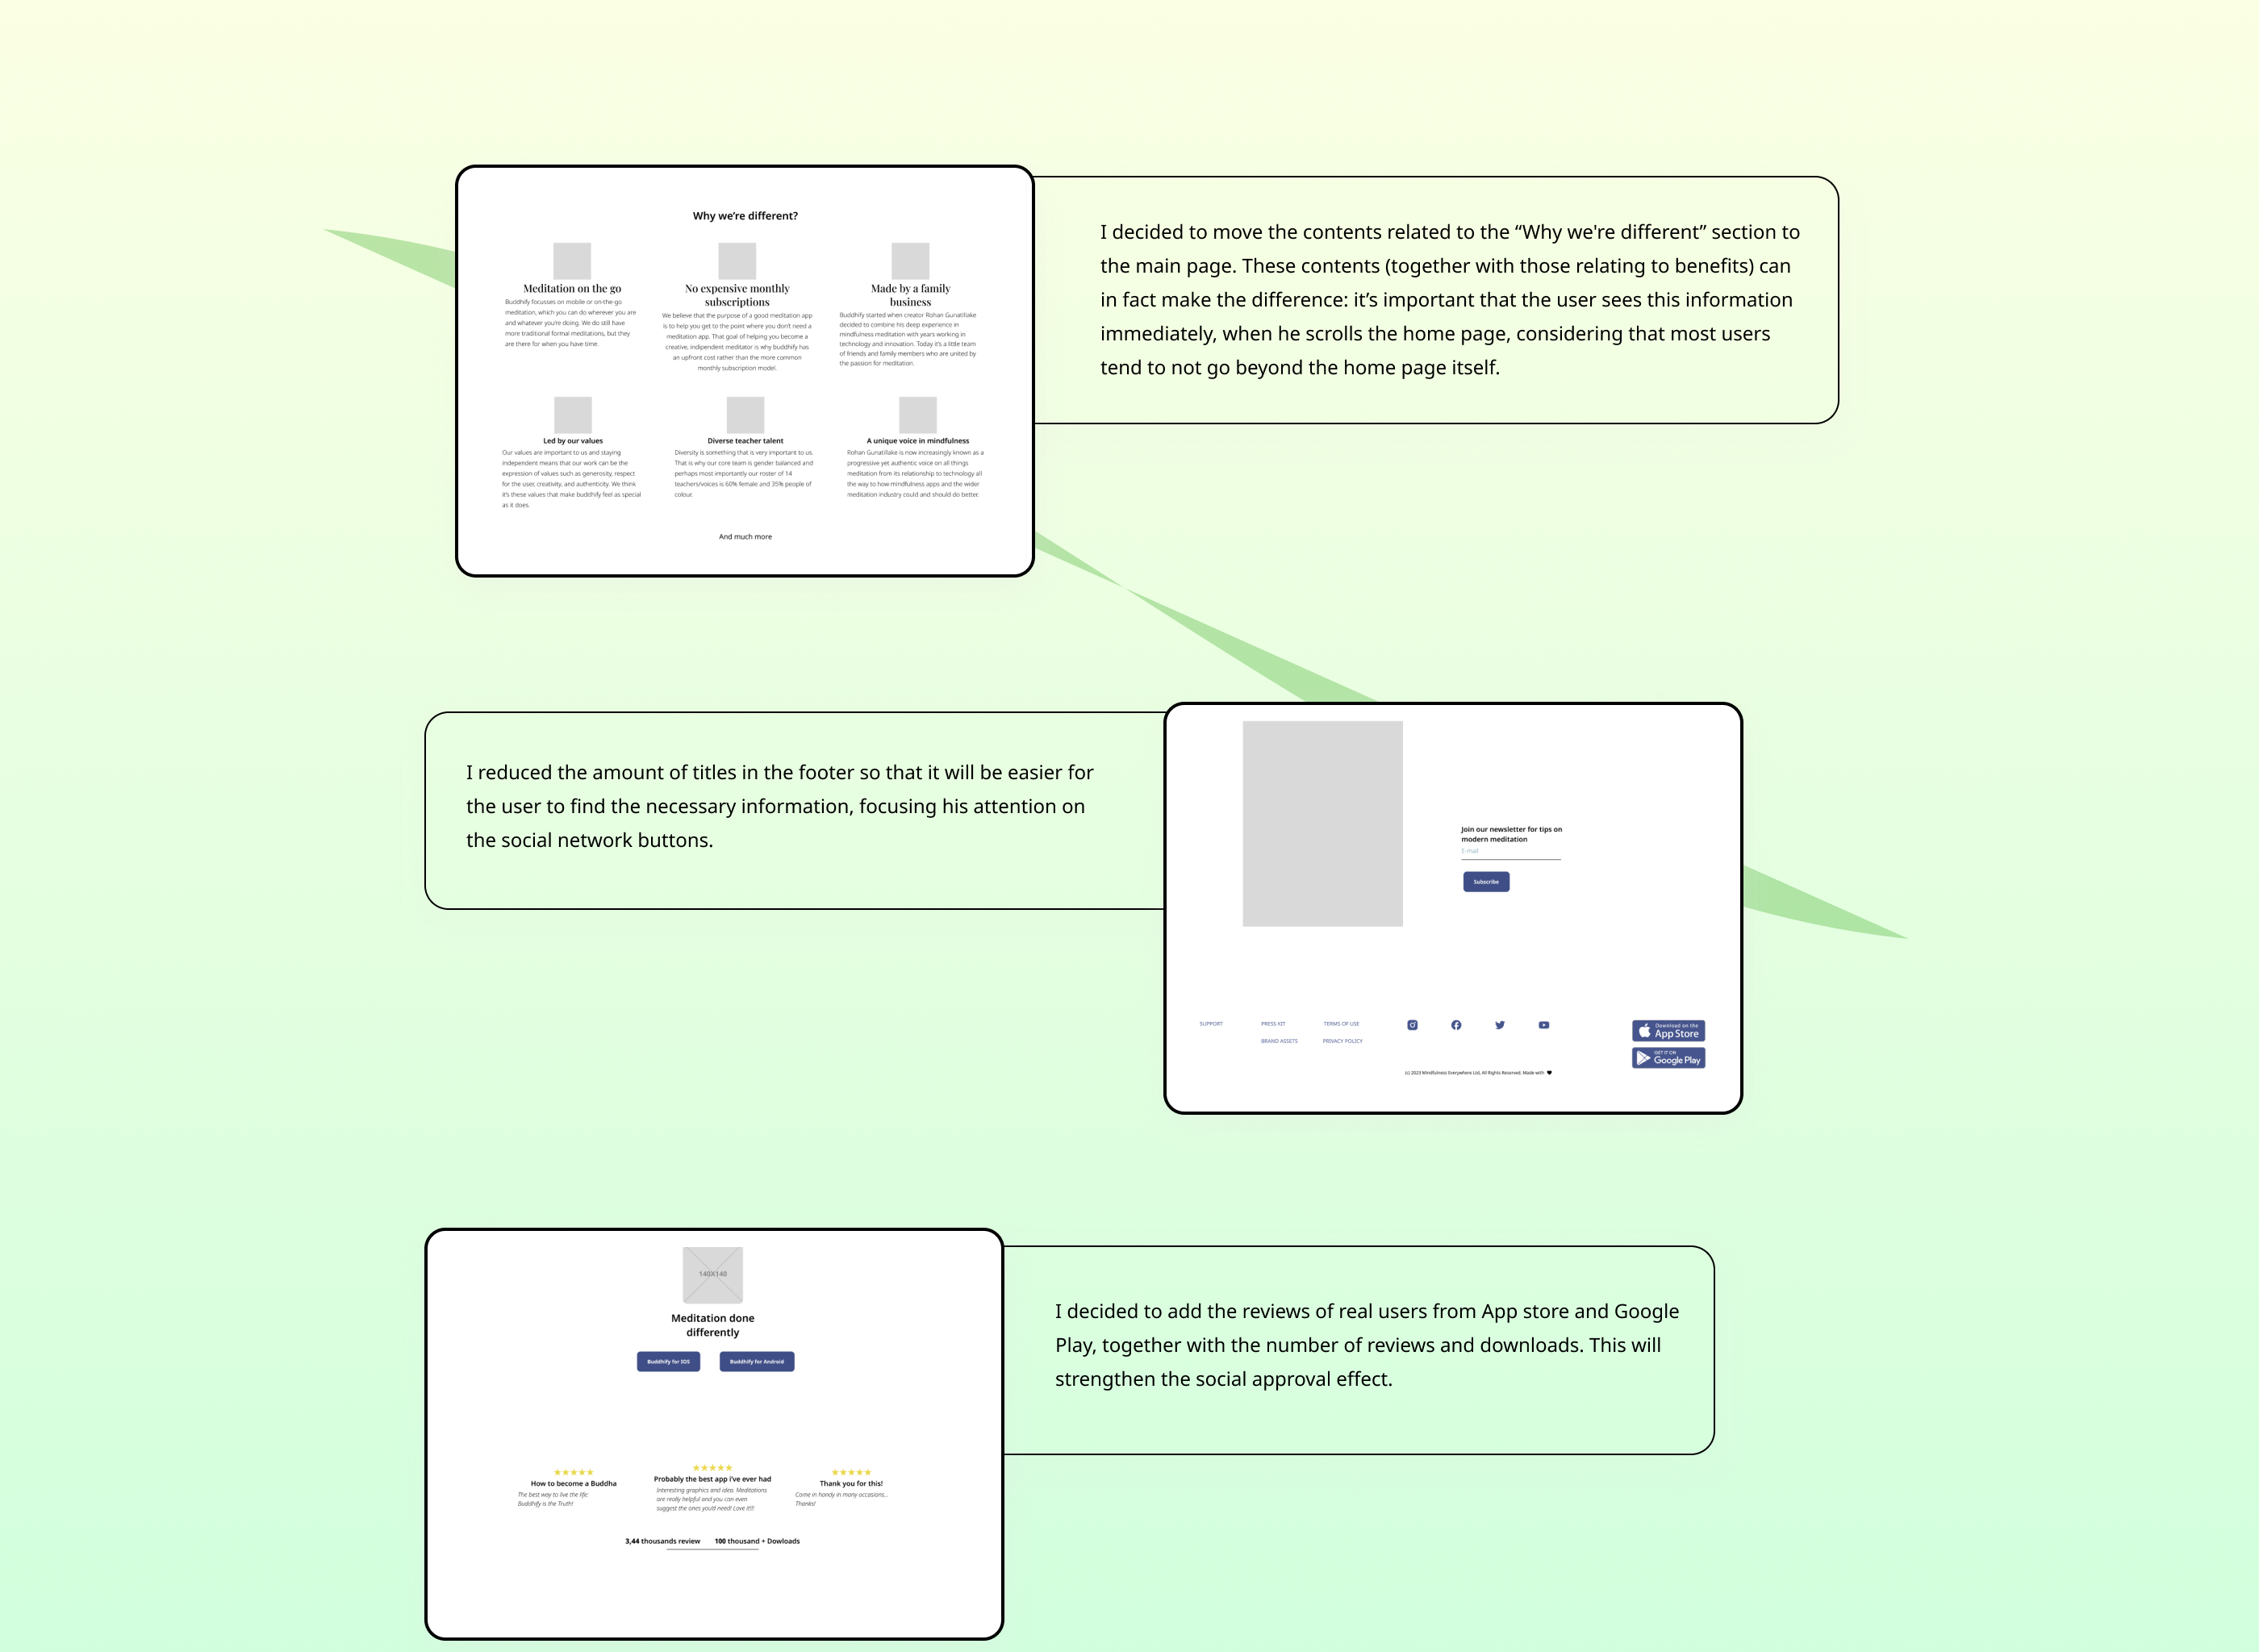 Why we’re different?
Meditation on the go
Buddhify focusses on mobile or on-the-go
meditation, which you can do wherever you are
and whatever you’re doing. We do still have
more traditional formal meditations, but they
are there for when you have time.
No expensive monthly
subscriptions
We believe that the purpose of a good meditation app
is to help you get to the point where you don’t need a
meditation app. That goal of helping you become a
creative, indipendent meditator is why buddhify has
an upfront cost rather than the more common
monthly subscription model.
Made by a family
business
Buddhify started when creator Rohan Gunatillake
decided to combine his deep experience in
mindfulness meditation with years working in
technology and innovation. Today it’s a little team
of friends and family members who are united by
the passion for meditation.
Led by our values
Our values are important to us and staying
independent means that our work can be the
expression of values such as generosity, respect
for the user, creativity, and authenticity. We think
it’s these values that make buddhify feel as special
as it does.
Diverse teacher talent
Diversity is something that is very important to us.
That is why our core team is gender balanced and
perhaps most importantly our roster of 14
teachers/voices is 60% female and 35% people of
colour.
A unique voice in mindfulness
Rohan Gunatillake is now increasingly known as a
progressive yet authentic voice on all things
meditation from its relationship to technology all
the way to how mindfulness apps and the wider
meditation industry could and should do better.
And much more
I decided to move the contents related to the “Why we're different” section to
the main page. These contents (together with those relating to benefits) can
in fact make the difference: it’s important that the user sees this information
immediately, when he scrolls the home page, considering that most users
tend to not go beyond the home page itself.
I reduced the amount of titles in the footer so that it will be easier for
the user to find the necessary information, focusing his attention on
the social network buttons.
Join our newsletter for tips on
modern meditation
E-mail
Subscribe
SUPPORT
PRESS KIT
TERMS OF USE
BRAND ASSETS
PRIVACY POLICY
Download on the
App Store
GET IT ON
Google Play
(c) 2023 Mindfulness Everywhere Ltd, All Rights Reserved. Made with
140X140
Meditation done
differently
Buddhify for IOS
Buddhify for Android
How to become a Buddha
The best way to live the life:
Buddhify is the Truth!
Probably the best app i’ve ever had
Interesting graphics and idea. Meditations
are really helpful and you can even
suggest the ones you’d need! Love it!!!
Thank you for this!
Come in handy in many occasions...
Thanks!
3,44 thousands review
100 thousand + Dowloads
I decided to add the reviews of real users from App store and Google
Play, together with the number of reviews and downloads. This will
strengthen the social approval effect.